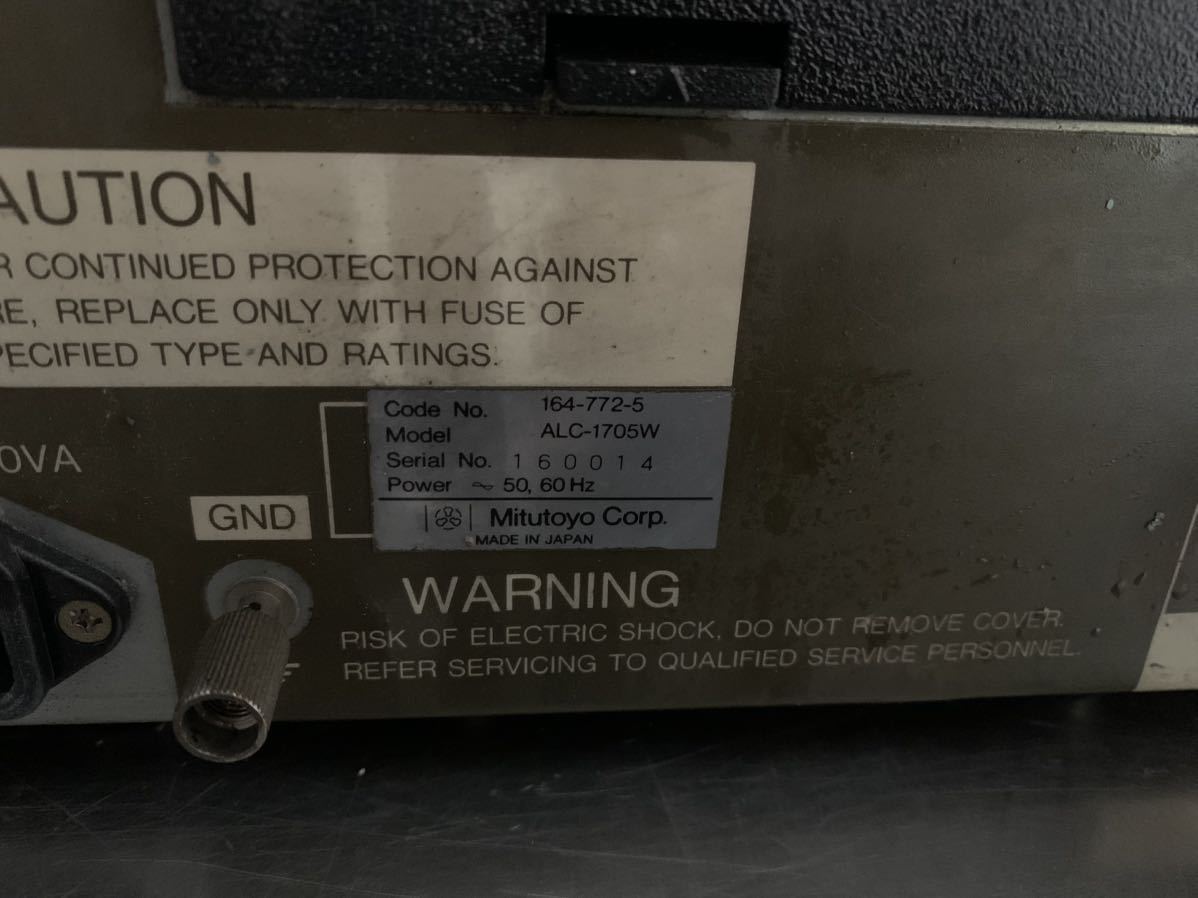 AUTION
R CONTINUED PROTECTION AGAINST
RE, REPLACE ONLY WITH FUSE OF
PECIFIED TYPE AND RATINGS.
Code No. 164-772-5
Model ALC-1705W
Serial No. 160014
Power ~ 50, 60 Hz
Mitutoyo Corp.
MADE IN JAPAN
0VA
GND
WARNING
RISK OF ELECTRIC SHOCK, DO NOT REMOVE COVER.
REFER SERVICING TO QUALIFIED SERVICE PERSONNEL.